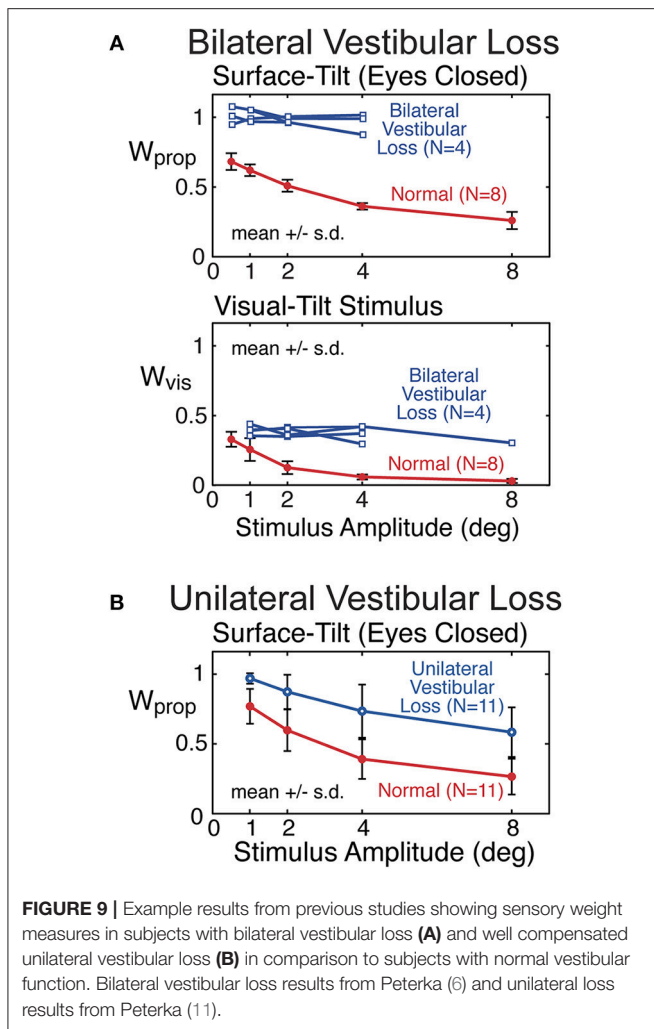 A Bilateral Vestibular Loss
Surface-Tilt (Eyes Closed)
1
Bilateral
Vestibular
Loss (N=4)
Wprop
0.5
Normal (N=8)
mean +/- s.d.
0
0 1 2 4 8
Visual-Tilt Stimulus
1
mean +/- s.d.
Wvis
Bilateral
Vestibular
Loss (N=4)
0.5
Normal (N=8)
0
0 1 2 4 8
Stimulus Amplitude (deg)
B Unilateral Vestibular Loss
Surface-Tilt (Eyes Closed)
1
Unilateral
Vestibular
Loss (N=11)
Wprop
0.5
mean +/- s.d.
Normal (N=11)
0
0 1 2 4 8
Stimulus Amplitude (deg)
FIGURE 9 | Example results from previous studies showing sensory weight
measures in subjects with bilateral vestibular loss (A) and well compensated
unilateral vestibular loss (B) in comparison to subjects with normal vestibular
function. Bilateral vestibular loss results from Peterka (6) and unilateral loss
results from Peterka (11).